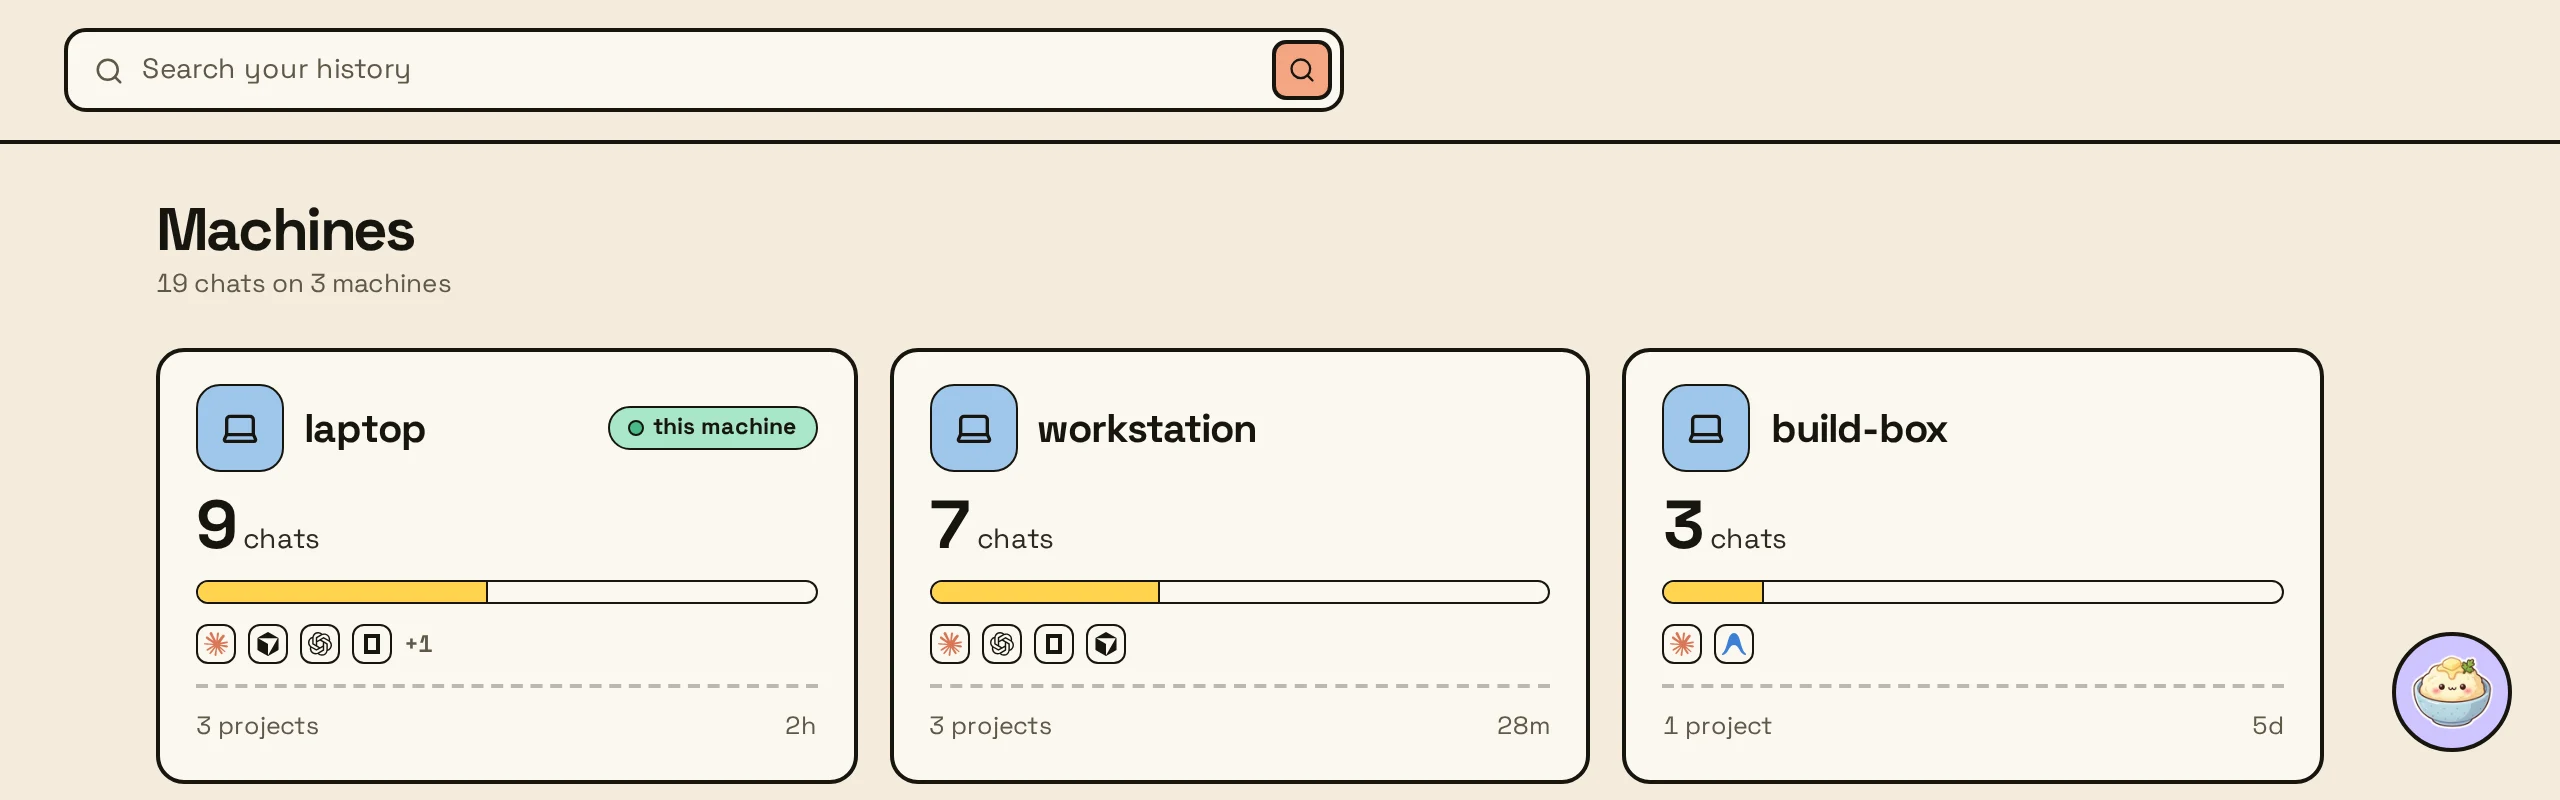 Search your history
Machines
19 chats on 3 machines
laptop
this machine
9 chats
+1
3 projects
2h
workstation
7 chats
3 projects
28m
build-box
3 chats
1 project
5d